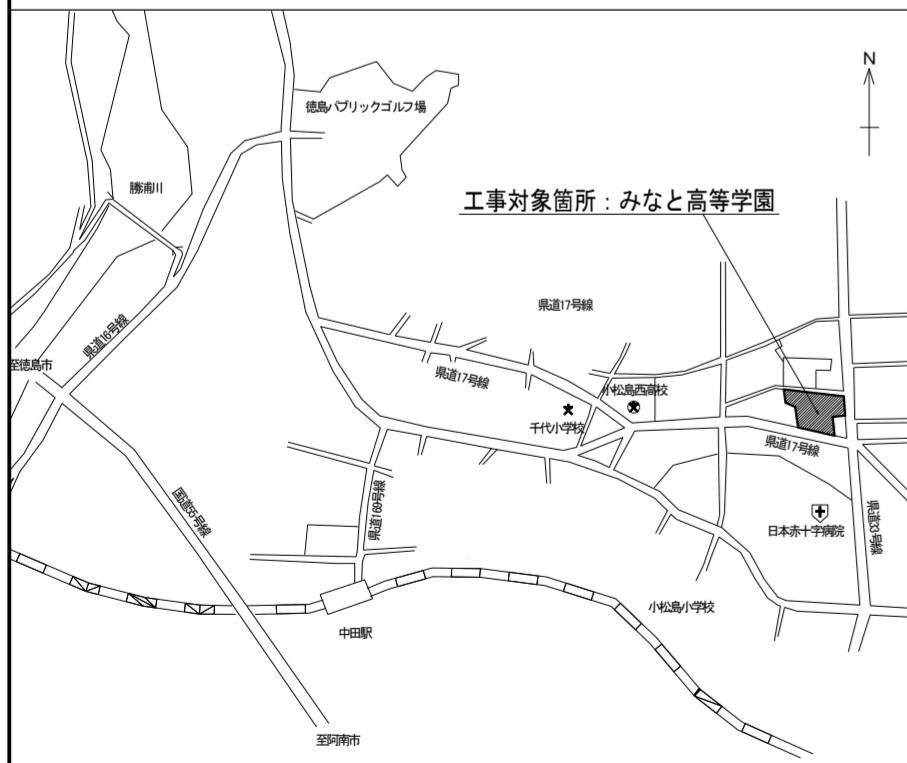 N
徳島パブリックゴルフ場
勝浦川
工事対象箇所：みなと高等学園
県道17号線
県道16号線
至徳島市
県道17号線
小松島西高校
千代小学校
県道17号線
国道55号線
県道169号線
日本赤十字病院
県道33号線
小松島小学校
中田駅
至阿南市